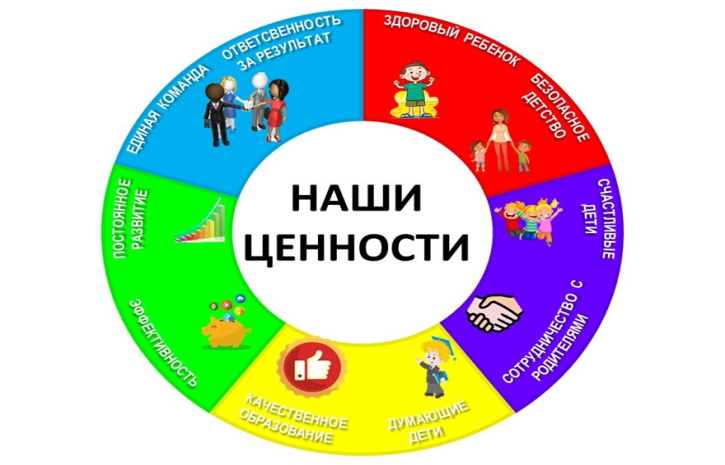 НАШИ
ЦЕННОСТИ
ЗДОРОВЫЙ РЕБЕНОК
БЕЗОПАСНОЕ
ДЕТСТВО
СЧАСТЛИВЫЕ
ДЕТИ
СОТРУДНИЧЕСТВО С
РОДИТЕЛЯМИ
ДУМАЮЩИЕ
ДЕТИ
КАЧЕСТВЕННОЕ
ОБРАЗОВАНИЕ
ЭФФЕКТИВНОСТЬ
ПОСТОЯННОЕ
РАЗВИТИЕ
ЕДИНАЯ КОМАНДА
ОТВЕТСВЕННОСТЬ
ЗА РЕЗУЛЬТАТ